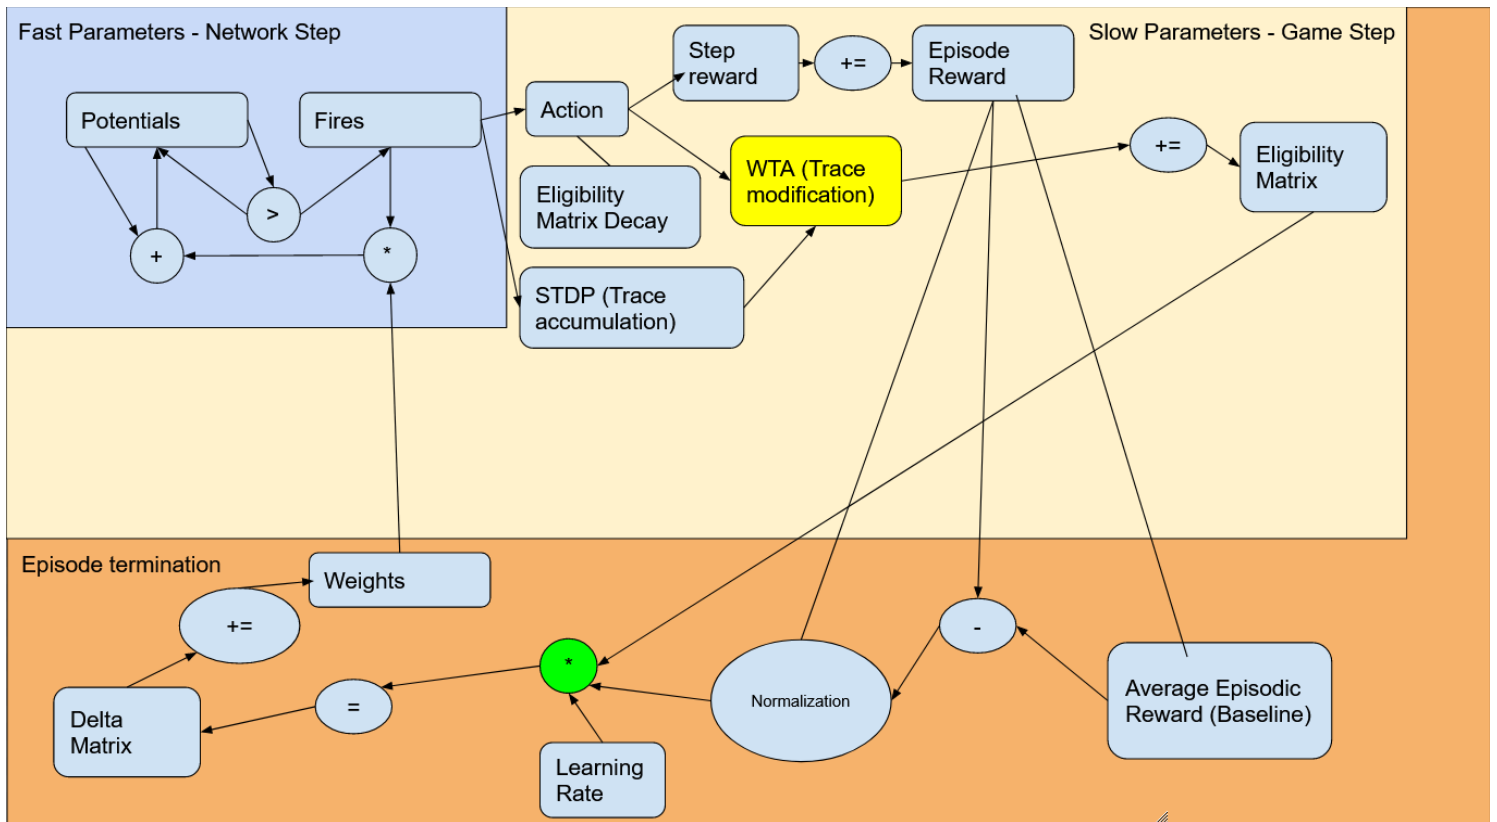 Fast Parameters - Network Step
Slow Parameters - Game Step
Potentials
Fires
>
+
*
Action
Step
reward
+=
Episode
Reward
WTA (Trace
modification)
+=
Eligibility
Matrix
Eligibility
Matrix Decay
STDP (Trace
accumulation)
Episode termination
Weights
+=
Delta
Matrix
=
*
Learning
Rate
Normalization
-
Average Episodic
Reward (Baseline)